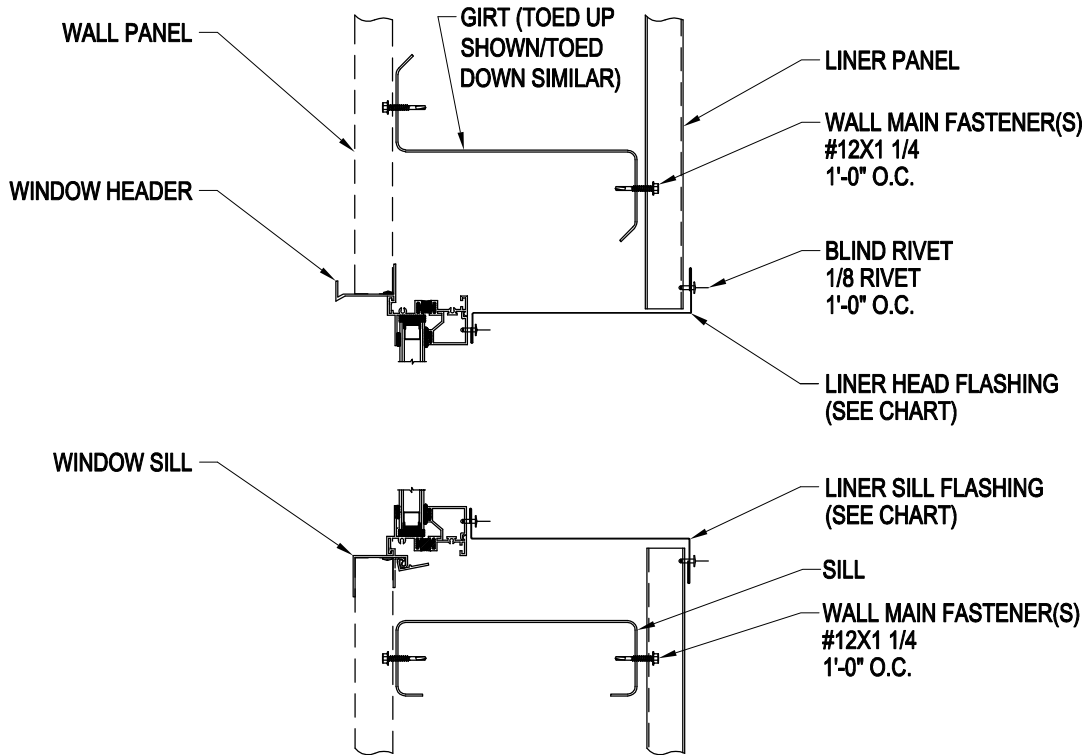 WALL PANEL
GIRT (TOED UP
SHOWN/TOED
DOWN SIMILAR)
LINER PANEL
WALL MAIN FASTENER(S)
#12X1 1/4
1'-0" O.C.
WINDOW HEADER
BLIND RIVET
1/8 RIVET
1'-0" O.C.
LINER HEAD FLASHING
(SEE CHART)
WINDOW SILL
LINER SILL FLASHING
(SEE CHART)
SILL
WALL MAIN FASTENER(S)
#12X1 1/4
1'-0" O.C.